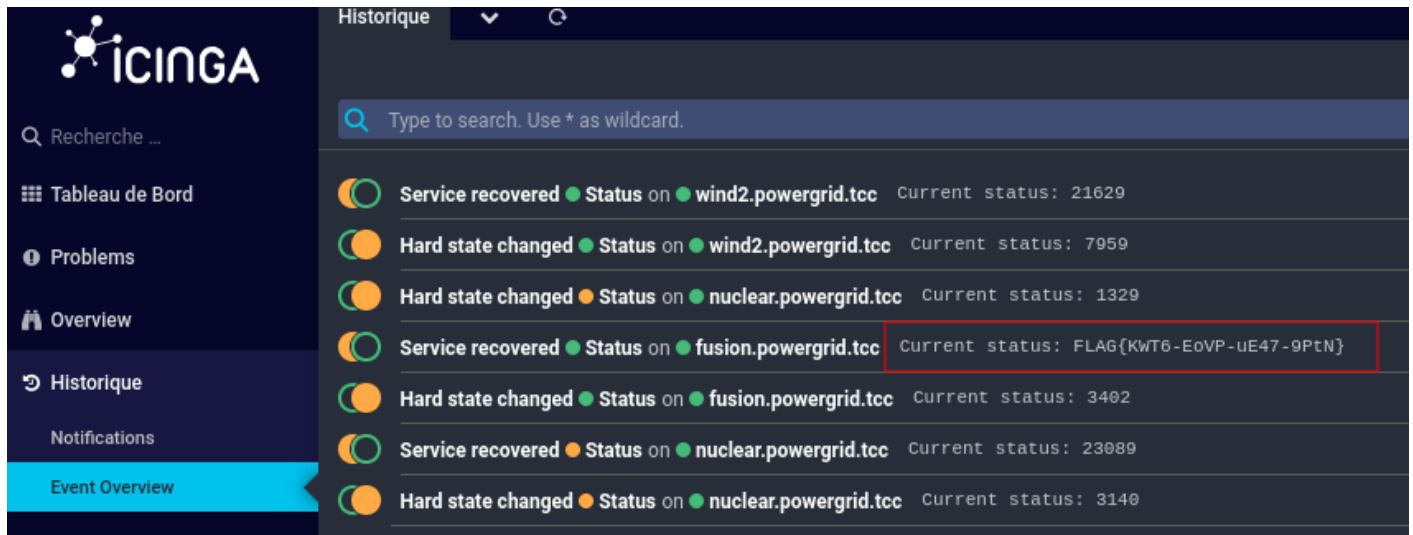 ICINGA
Recherche ...
Tableau de Bord
Problems
Overview
Historique
Notifications
Event Overview
Historique
Type to search. Use * as wildcard.
Service recovered Status on wind2.powergrid.tcc Current status: 21629
Hard state changed Status on wind2.powergrid.tcc Current status: 7959
Hard state changed Status on nuclear.powergrid.tcc Current status: 1329
Service recovered Status on fusion.powergrid.tcc Current status: FLAG{KWT6-EoVP-uE47-9PtN}
Hard state changed Status on fusion.powergrid.tcc Current status: 3402
Service recovered Status on nuclear.powergrid.tcc Current status: 23089
Hard state changed Status on nuclear.powergrid.tcc Current status: 3140